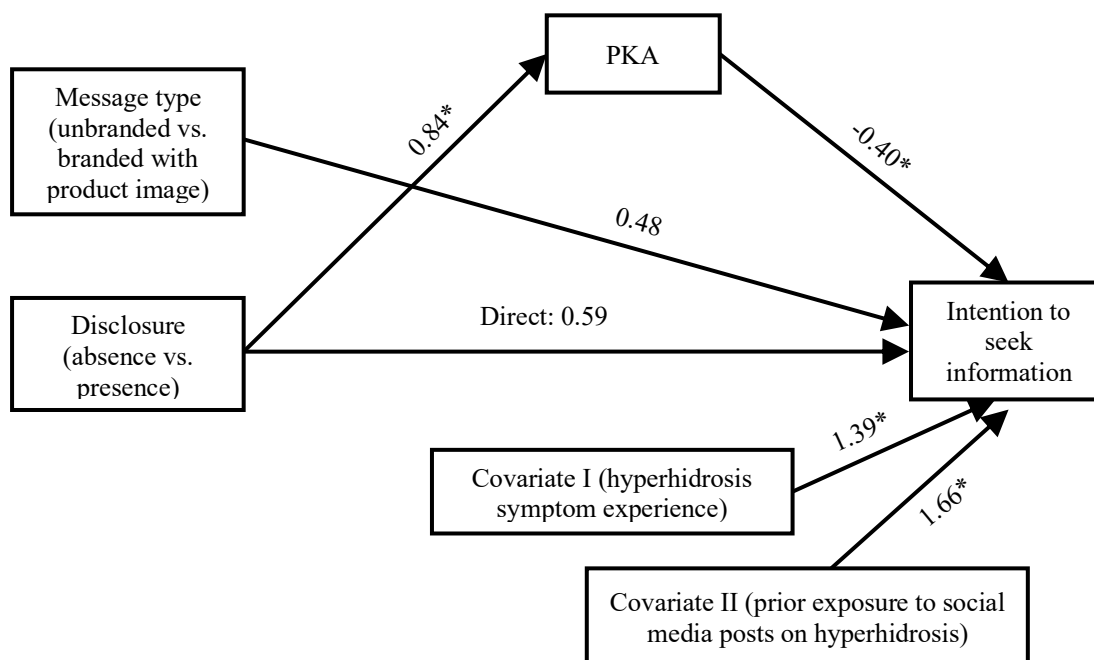 PKA
Message type
(unbranded vs.
branded with
product image)
0.84*
-0.40*
0.48
Disclosure
(absence vs.
presence)
Direct: 0.59
Intention to
seek
information
1.39*
Covariate I (hyperhidrosis
symptom experience)
1.66*
Covariate II (prior exposure to social
media posts on hyperhidrosis)